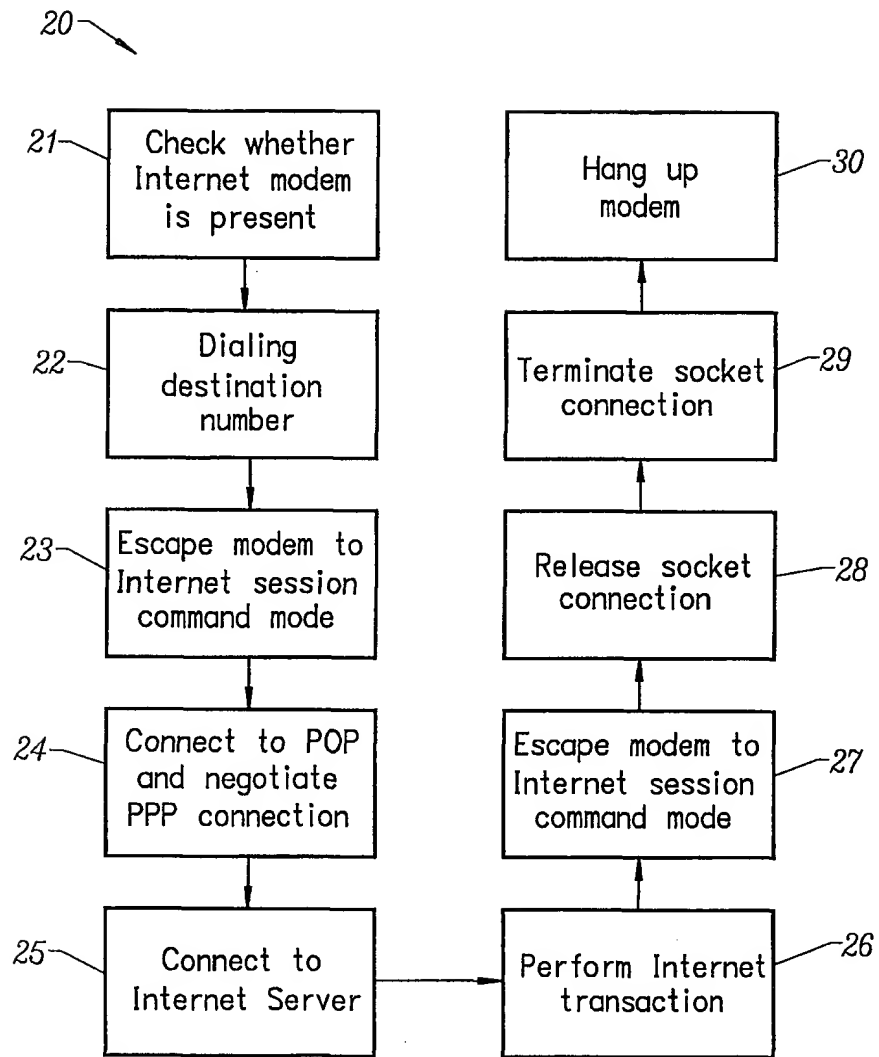 20
21
Check whether
Internet modem
is present
22
Dialing
destination
number
23
Escape modem to
Internet session
command mode
24
Connect to POP
and negotiate
PPP connection
25
Connect to
Internet Server
26
Perform Internet
transaction
27
Escape modem to
Internet session
command mode
28
Release socket
connection
29
Terminate socket
connection
30
Hang up
modem